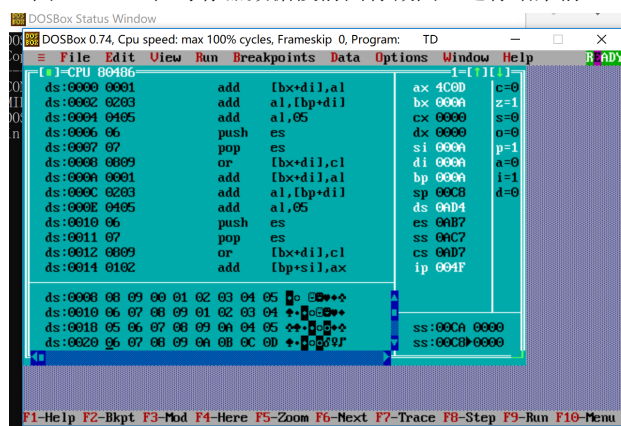 DOSBox Status Window
DOSBox 0.74, Cpu speed: max 100% cycles, Frameskip 0, Program: TD
≡ File Edit View Run Breakpoints Data Options Window Help READY
[■]=CPU 80486 1=[↑][↓]
ds:0000 0001 add [bx+di],al ax 4C0D c=0
ds:0002 0203 add al,[bp+di] bx 000A z=1
ds:0004 0405 add al,05 cx 0000 s=0
ds:0006 06 push es dx 0000 o=0
ds:0007 07 pop es si 000A p=1
ds:0008 0809 or [bx+di],cl di 000A a=0
ds:000A 0001 add [bx+di],al bp 000A i=1
ds:000C 0203 add al,[bp+di] sp 00C8 d=0
ds:000E 0405 add al,05 ds 0AD4
ds:0010 06 push es es 0AB7
ds:0011 07 pop es ss 0AC7
ds:0012 0809 or [bx+di],cl cs 0AD7
ds:0014 0102 add [bp+si],ax ip 004F
ds:0008 08 09 00 01 02 03 04 05
ds:0010 06 07 08 09 01 02 03 04
ds:0018 05 06 07 08 09 0A 04 05 ss:00CA 0000
ds:0020 06 07 08 09 0A 0B 0C 0D ss:00C8▶0000
F1-Help F2-Bkpt F3-Mod F4-Here F5-Zoom F6-Next F7-Trace F8-Step F9-Run F10-Menu